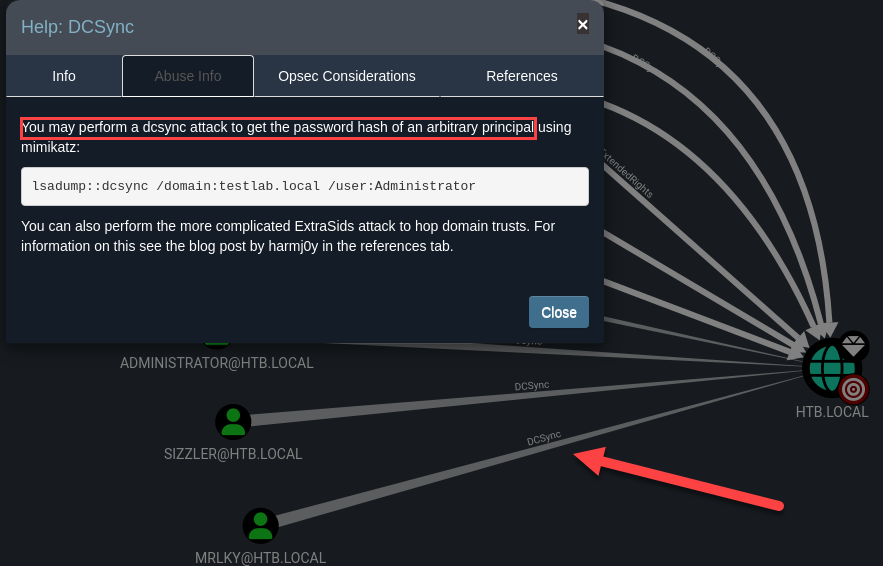 Help: DCSync
×
Info
Abuse Info
Opsec Considerations
References
You may perform a dcsync attack to get the password hash of an arbitrary principal using
mimikatz:
lsadump::dcsync /domain:testlab.local /user:Administrator
You can also perform the more complicated ExtraSids attack to hop domain trusts. For
information on this see the blog post by harmj0y in the references tab.
Close
ADMINISTRATOR@HTB.LOCAL
DCSync
SIZZLER@HTB.LOCAL
HTB.LOCAL
DCSync
MRLKY@HTB.LOCAL